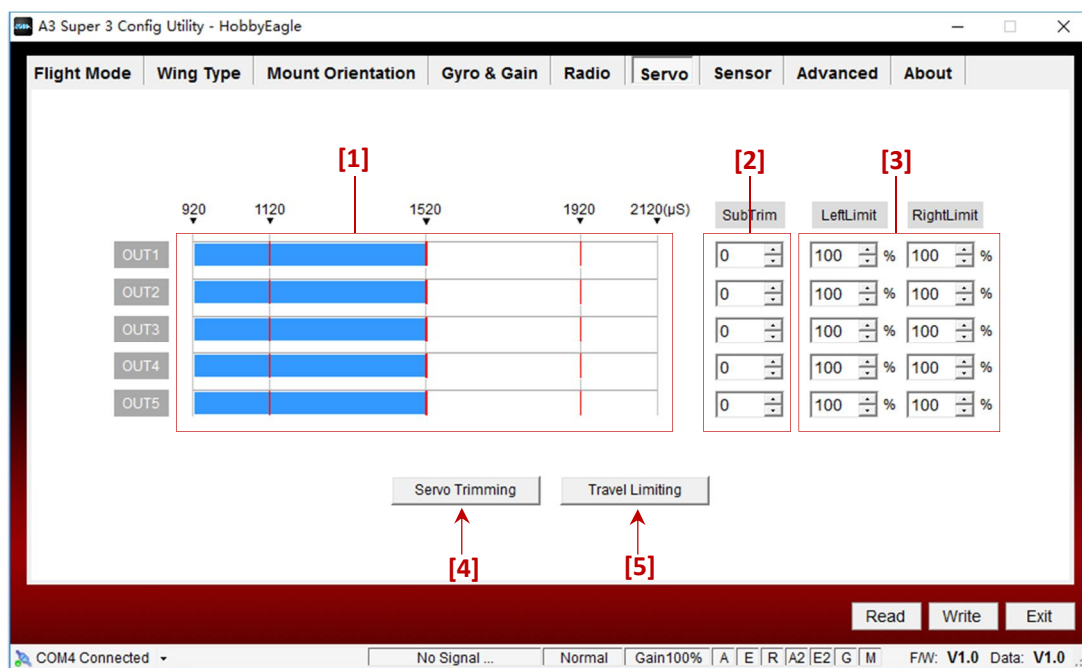 A3 Super 3 Config Utility - HobbyEagle
Flight Mode Wing Type Mount Orientation Gyro & Gain Radio Servo Sensor Advanced About
[1] [2] [3]
920 1120 1520 1920 2120(µS) SubTrim LeftLimit RightLimit
OUT1 0 100 % 100 %
OUT2 0 100 % 100 %
OUT3 0 100 % 100 %
OUT4 0 100 % 100 %
OUT5 0 100 % 100 %
Servo Trimming Travel Limiting
[4] [5]
Read Write Exit
COM4 Connected No Signal ... Normal Gain100% A E R A2 E2 G M F/W: V1.0 Data: V1.0